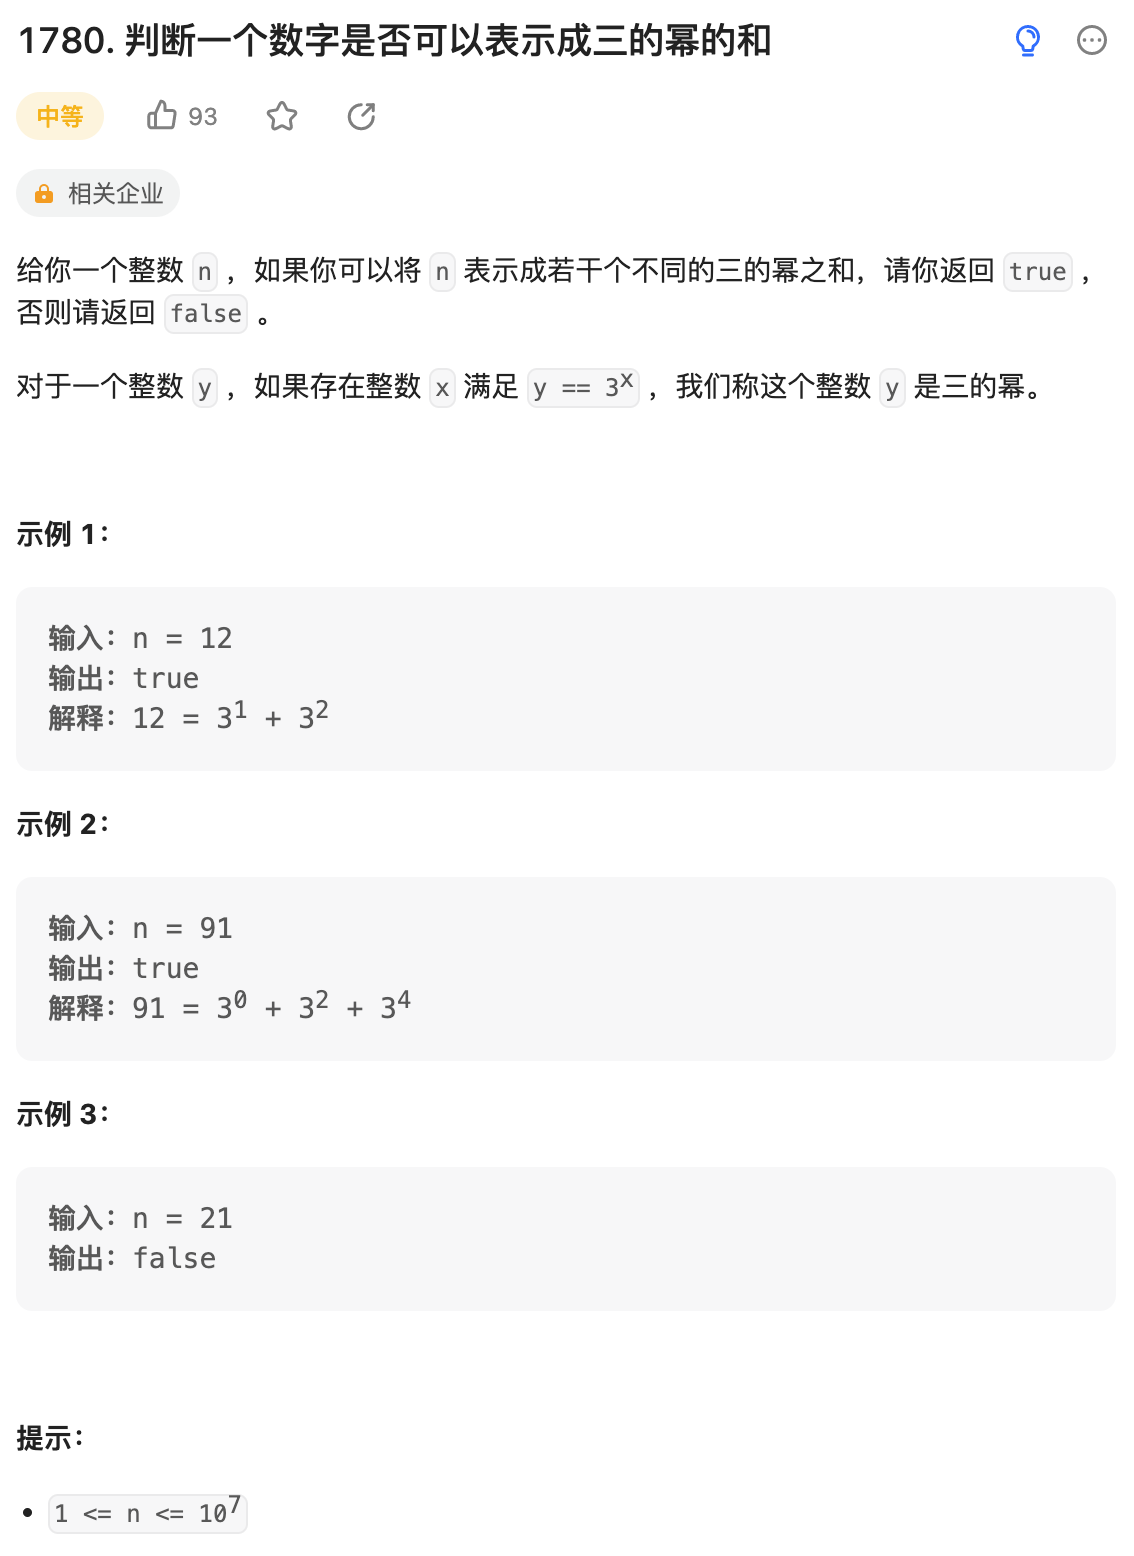 1780. 判断一个数字是否可以表示成三的幂的和
中等 93
相关企业
给你一个整数 n ，如果你可以将 n 表示成若干个不同的三的幂之和，请你返回 true ，
否则请返回 false 。
对于一个整数 y ，如果存在整数 x 满足 y == 3^x ，我们称这个整数 y 是三的幂。
示例 1：
输入：n = 12
输出：true
解释：12 = 3^1 + 3^2
示例 2：
输入：n = 91
输出：true
解释：91 = 3^0 + 3^2 + 3^4
示例 3：
输入：n = 21
输出：false
提示：
• 1 <= n <= 10^7